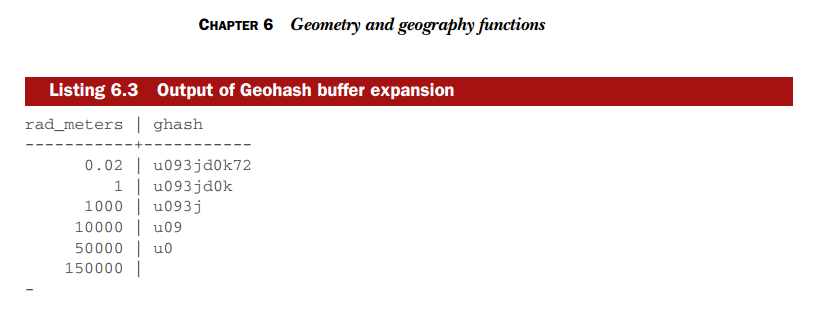 CHAPTER 6 Geometry and geography functions
Listing 6.3 Output of Geohash buffer expansion
rad_meters | ghash
-----------+-----------
0.02 | u093jd0k72
1 | u093jd0k
1000 | u093j
10000 | u09
50000 | u0
150000 |
-